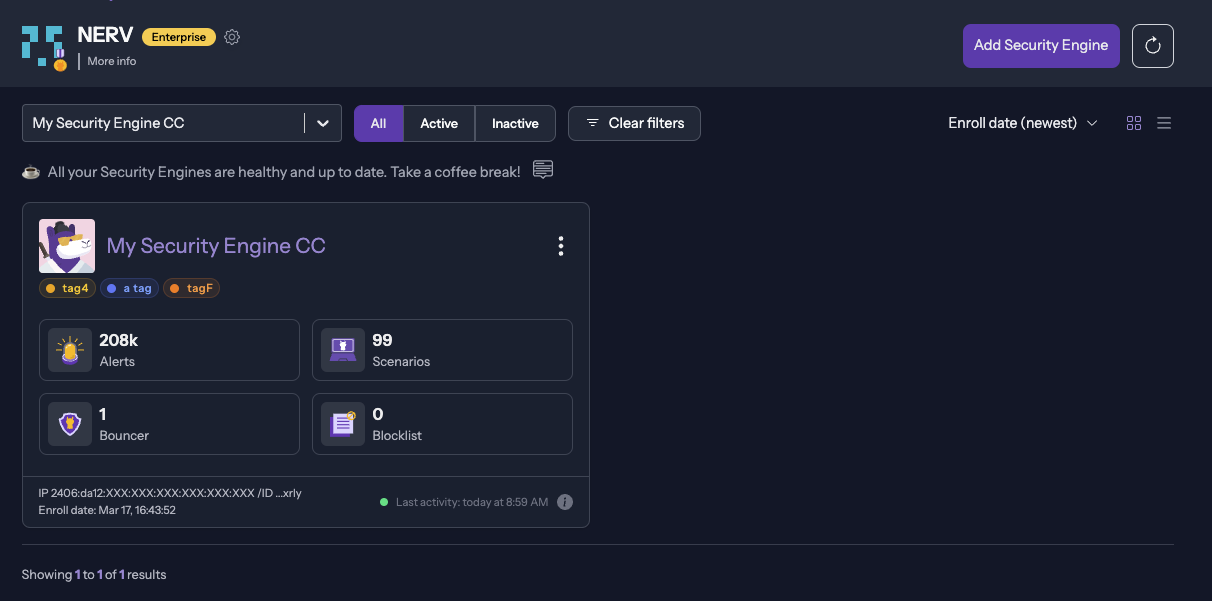 NERV Enterprise
More info
Add Security Engine
My Security Engine CC
All Active Inactive
Clear filters
Enroll date (newest)
All your Security Engines are healthy and up to date. Take a coffee break!
My Security Engine CC
tag4 a tag tagF
208k
Alerts
99
Scenarios
1
Bouncer
0
Blocklist
IP 2406:da12:XXX:XXX:XXX:XXX:XXX:XXX /ID ...xrly
Enroll date: Mar 17, 16:43:52
Last activity: today at 8:59 AM
Showing 1 to 1 of 1 results